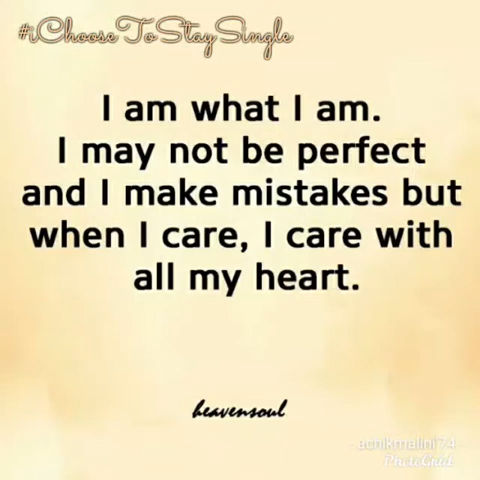 #iChooseToStaySingle
I am what I am.
I may not be perfect
and I make mistakes but
when I care, I care with
all my heart.
heavensoul
- achikmalini74 -
PhotoGrid